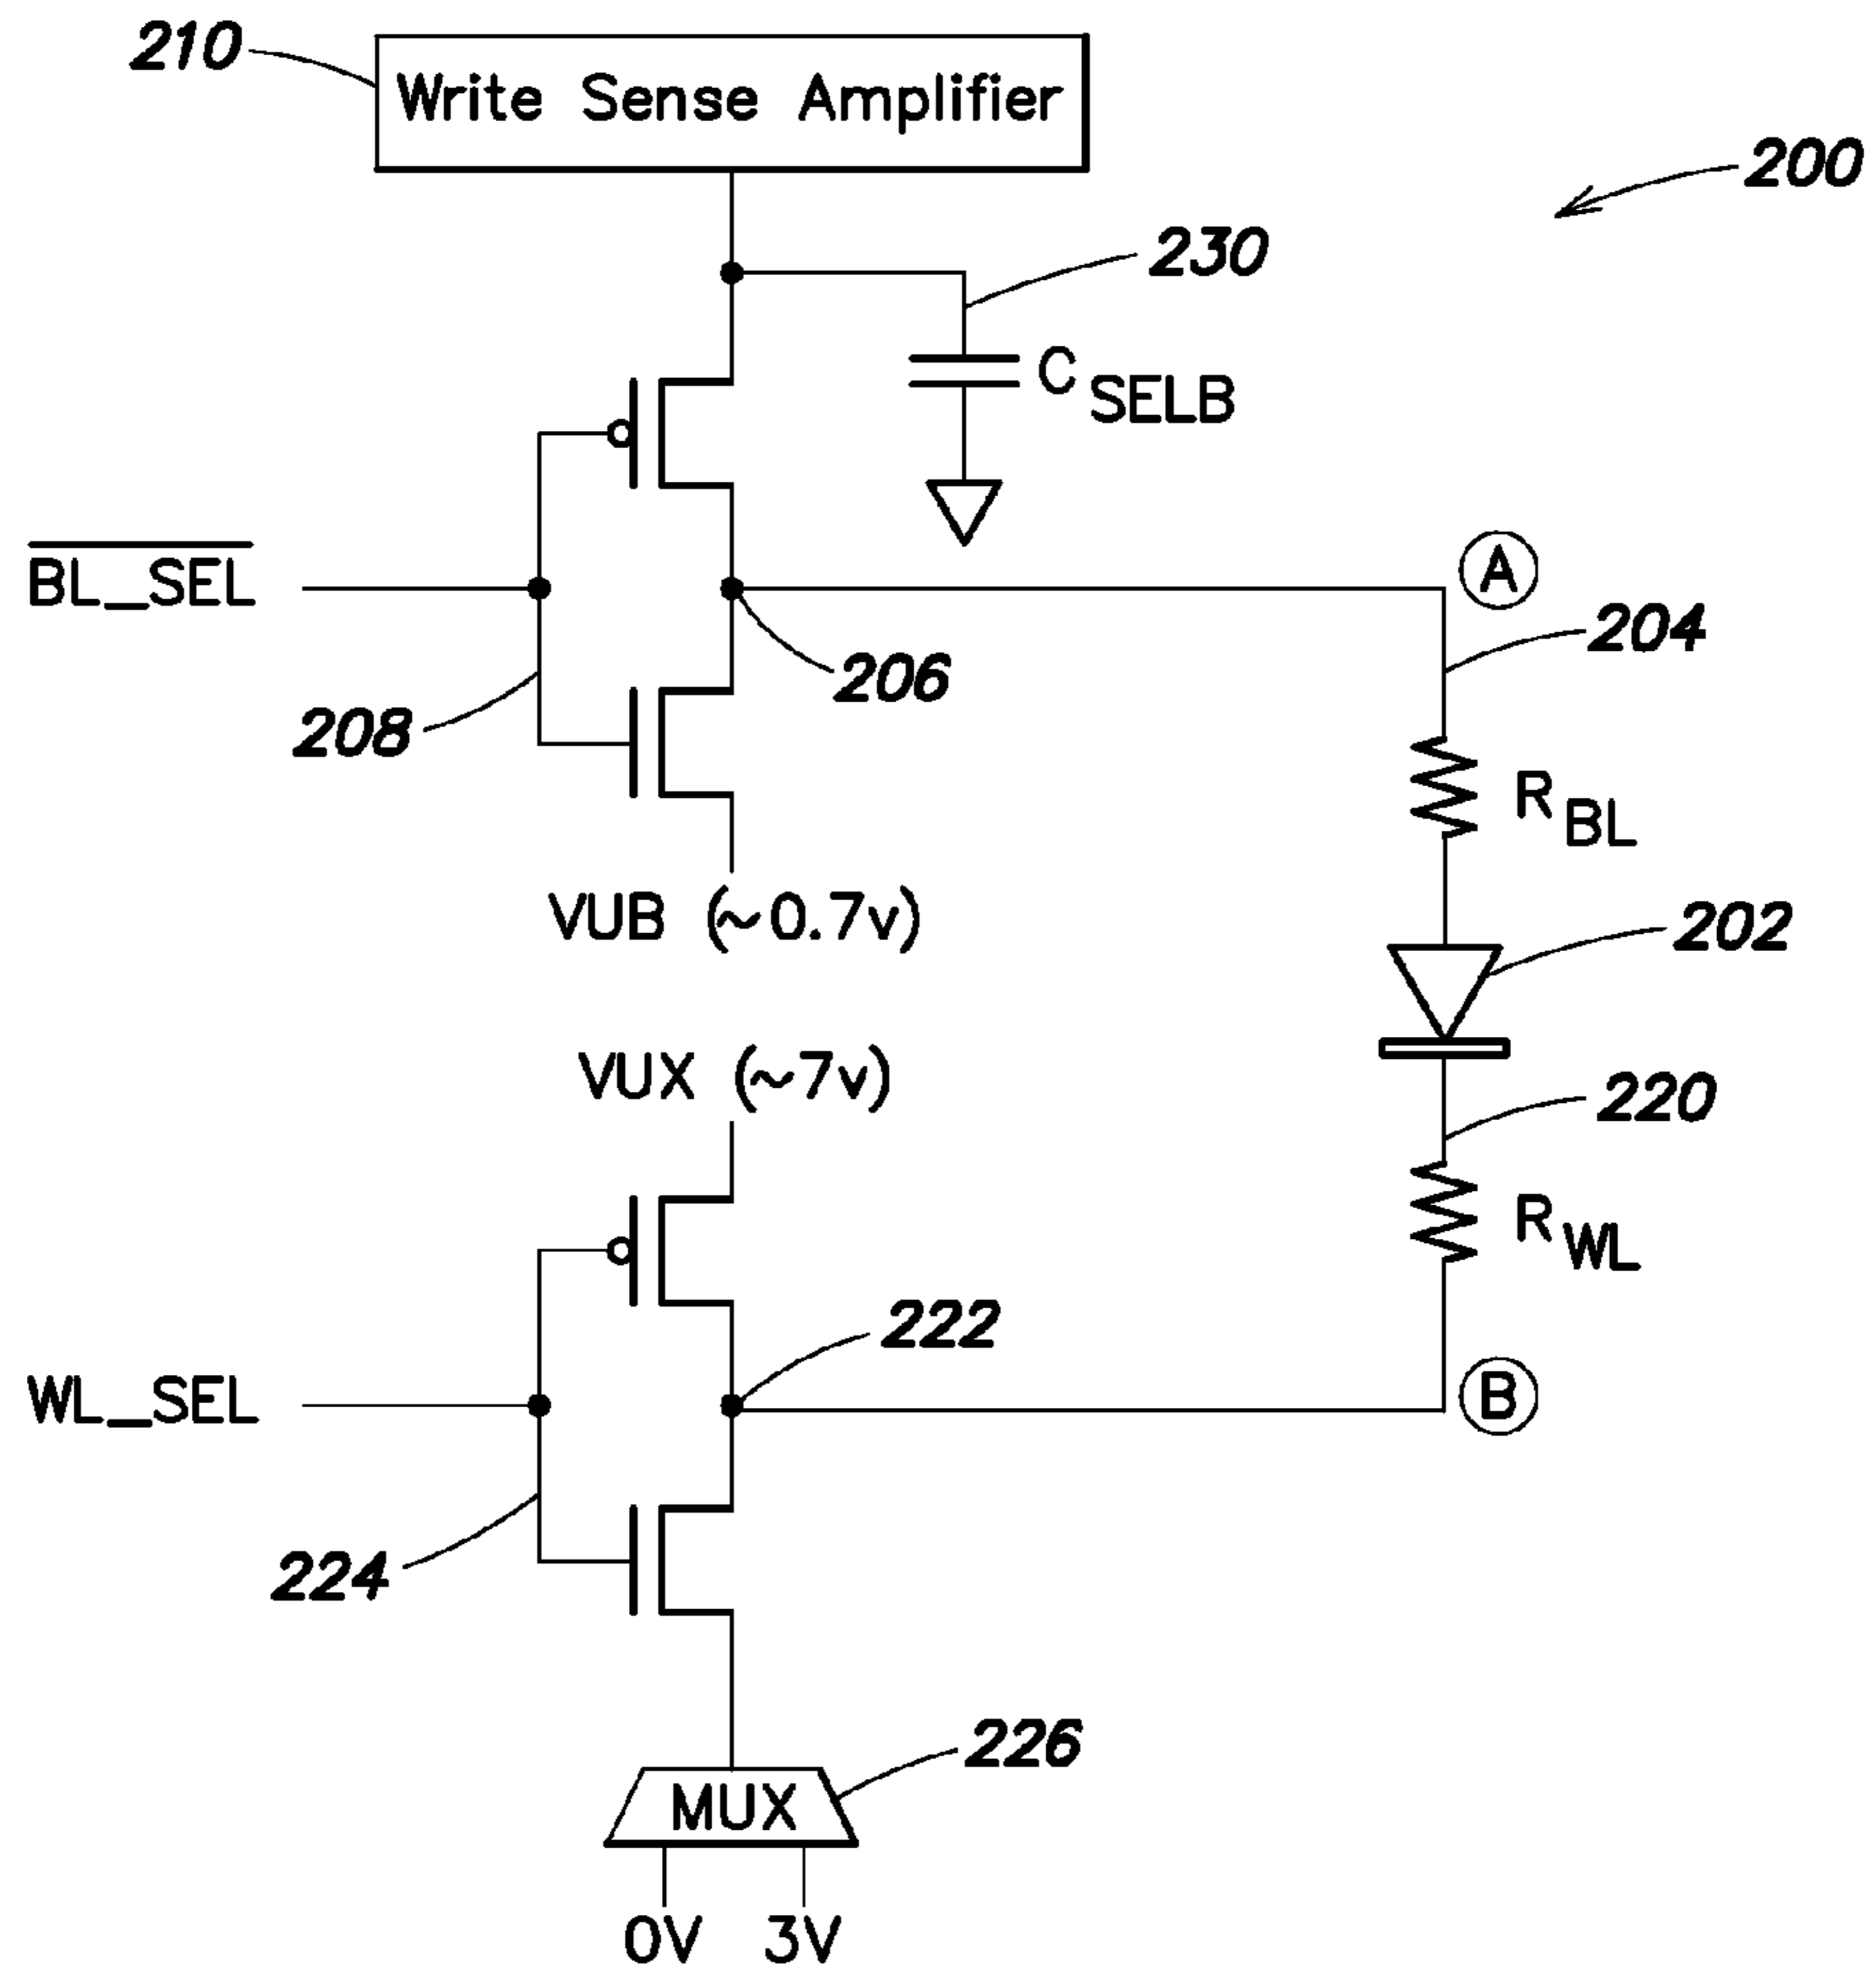 210
Write Sense Amplifier
200
230
C SELB
BL_SEL
A
204
206
208
R BL
VUB (~0.7v)
202
VUX (~7v)
220
R WL
222
WL_SEL
B
224
226
MUX
0V 3V